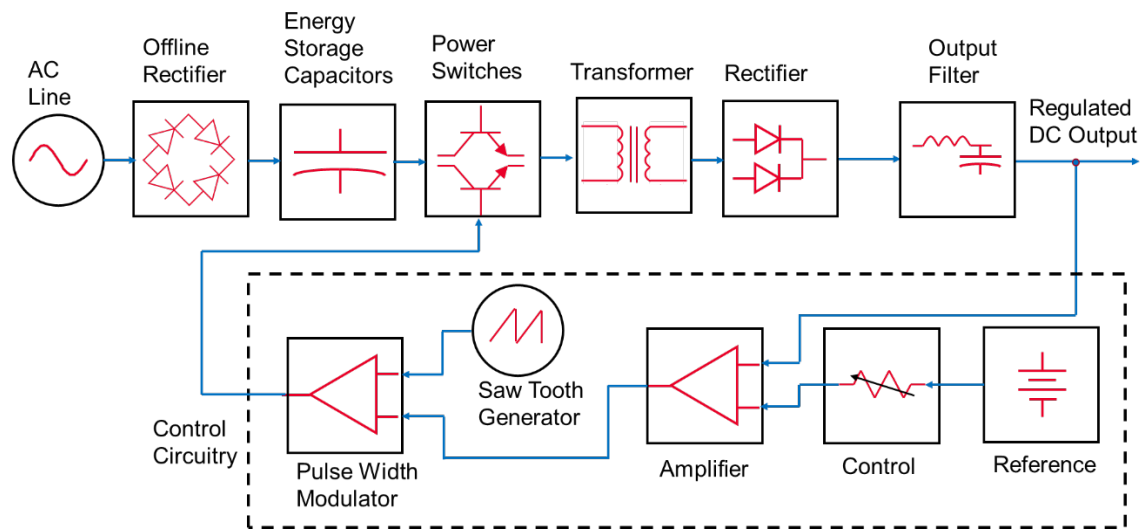 AC
Line
Offline
Rectifier
Energy
Storage
Capacitors
Power
Switches
Transformer
Rectifier
Output
Filter
Regulated
DC Output
Control
Circuitry
Pulse Width
Modulator
Saw Tooth
Generator
Amplifier
Control
Reference